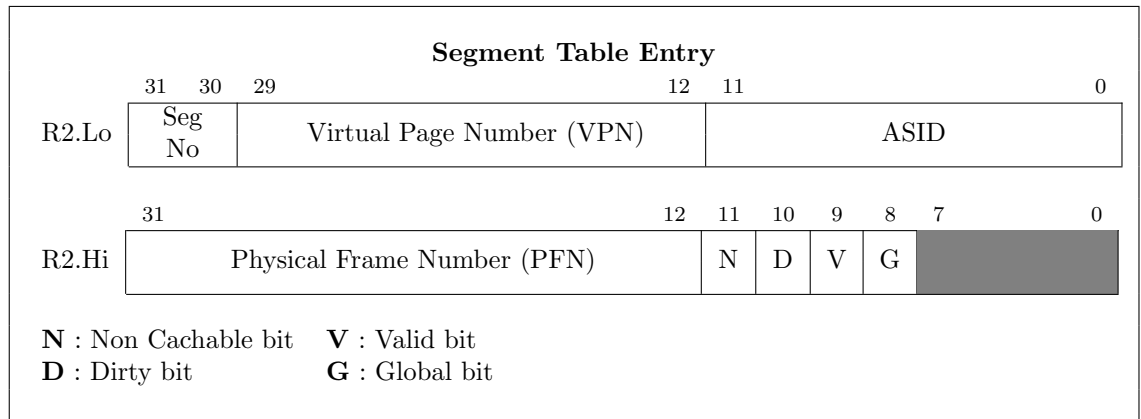 Segment Table Entry
31 30 29 12 11 0
R2.Lo Seg No Virtual Page Number (VPN) ASID
31 12 11 10 9 8 7 0
R2.Hi Physical Frame Number (PFN) N D V G
N : Non Cachable bit V : Valid bit
D : Dirty bit G : Global bit